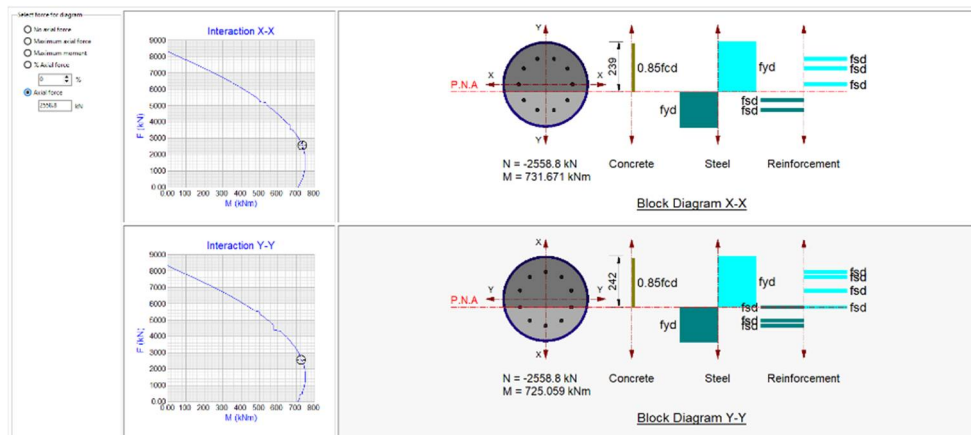 Select force for diagram
No axial force
Maximum axial force
Maximum moment
% Axial force
0 %
Axial force
2558.8 kN
Interaction X-X
F (kN)
9000
8000
7000
6000
5000
4000
3000
2000
1000
0.00
0.00 100 200 300 400 500 600 700 800
M (kNm)
Y
X X
Y
P.N.A
239
0.85fcd
fyd
fyd
fsd
fsd
fsd
fsd
fsd
N = -2558.8 kN
M = 731.671 kNm
Concrete Steel Reinforcement
Block Diagram X-X
Interaction Y-Y
F (kN)
9000
8000
7000
6000
5000
4000
3000
2000
1000
0.00
0.00 100 200 300 400 500 600 700 800
M (kNm)
X
Y Y
X
P.N.A
242
0.85fcd
fyd
fyd
fsd
fsd
fsd
fsd
fsd
fsd
fsd
N = -2558.8 kN
M = 725.059 kNm
Concrete Steel Reinforcement
Block Diagram Y-Y